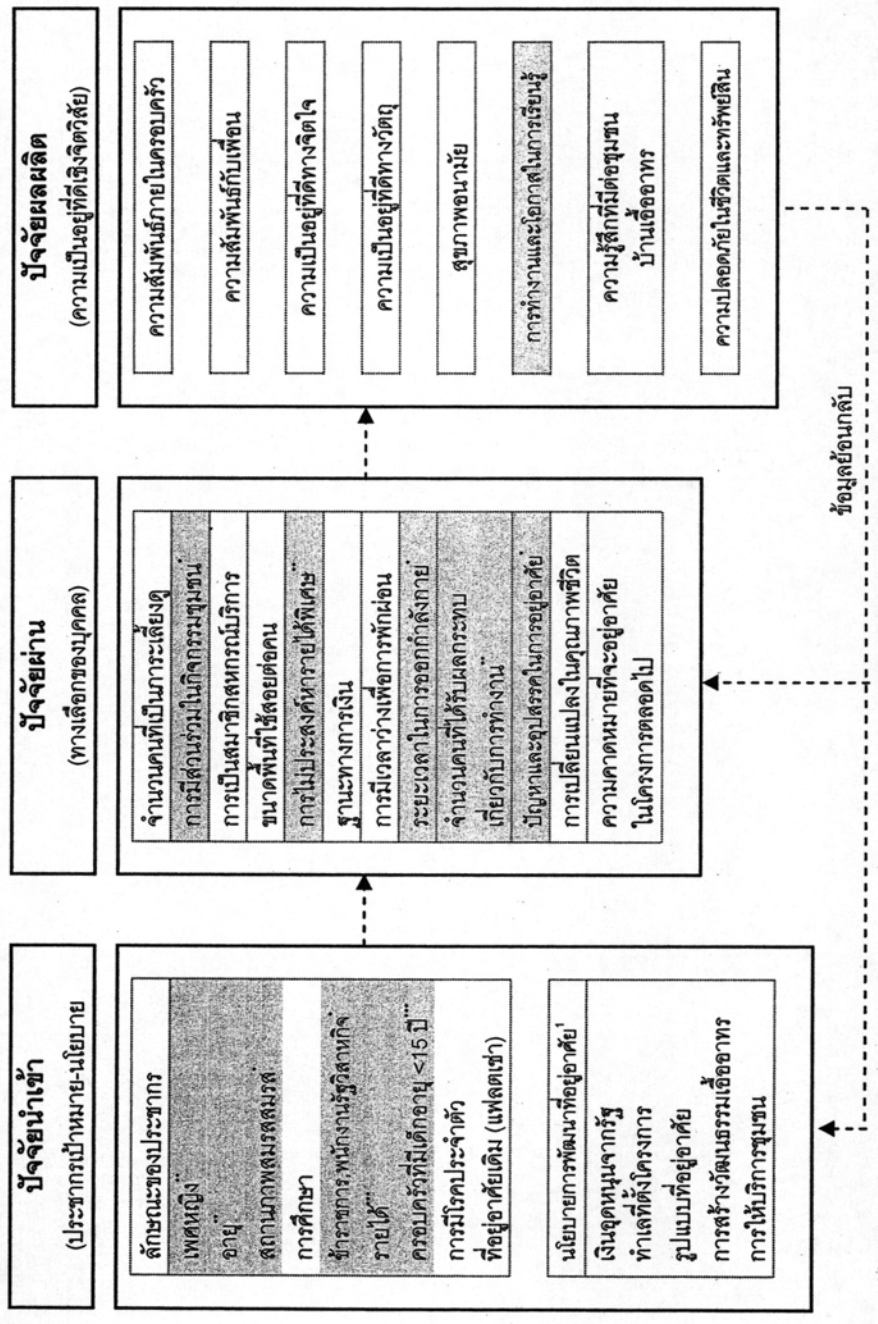 ปัจจัยนำเข้า
(ประชากรเป้าหมาย-นโยบาย)
ลักษณะของประชากร
เพศหญิง**
อายุ**
สถานภาพสมรสสมรส*
การศึกษา
ข้าราชการ,พนักงานรัฐวิสาหกิจ*
รายได้***
ครอบครัวที่มีเด็กอายุ <15 ปี***
การมีโรคประจำตัว
ที่อยู่อาศัยเดิม (แฟลตเช่า)
นโยบายการพัฒนาที่อยู่อาศัย
เงินอุดหนุนจากรัฐ
ทำเลที่ตั้งโครงการ
รูปแบบที่อยู่อาศัย
การสร้างวัฒนธรรมเอื้ออาทร
การให้บริการชุมชน
ปัจจัยผ่าน
(ทางเลือกของบุคคล)
จำนวนคนที่เป็นภาระเลี้ยงดู
การมีส่วนร่วมในกิจกรรมชุมชน*
การเป็นสมาชิกสหกรณ์บริการ
ขนาดพื้นที่ใช้สอยต่อคน
การไม่ประสงค์หารายได้พิเศษ**
ฐานะทางการเงิน
การมีเวลาว่างเพื่อการพักผ่อน
ระยะเวลาในการออกกำลังกาย*
จำนวนคนที่ได้รับผลกระทบ
เกี่ยวกับการทำงาน**
ปัญหาและอุปสรรคในการอยู่อาศัย*
การเปลี่ยนแปลงในคุณภาพชีวิต
ความคาดหมายที่จะอยู่อาศัย
ในโครงการตลอดไป
ปัจจัยผลผลิต
(ความเป็นอยู่ที่ดีเชิงจิตวิสัย)
ความสัมพันธ์ภายในครอบครัว
ความสัมพันธ์กับเพื่อน
ความเป็นอยู่ที่ดีทางจิตใจ
ความเป็นอยู่ที่ดีทางวัตถุ
สุขภาพอนามัย
การทำงานและโอกาสในการเรียนรู้
ความรู้สึกที่มีต่อชุมชน
บ้านเอื้ออาทร
ความปลอดภัยในชีวิตและทรัพย์สิน
ข้อมูลย้อนกลับ